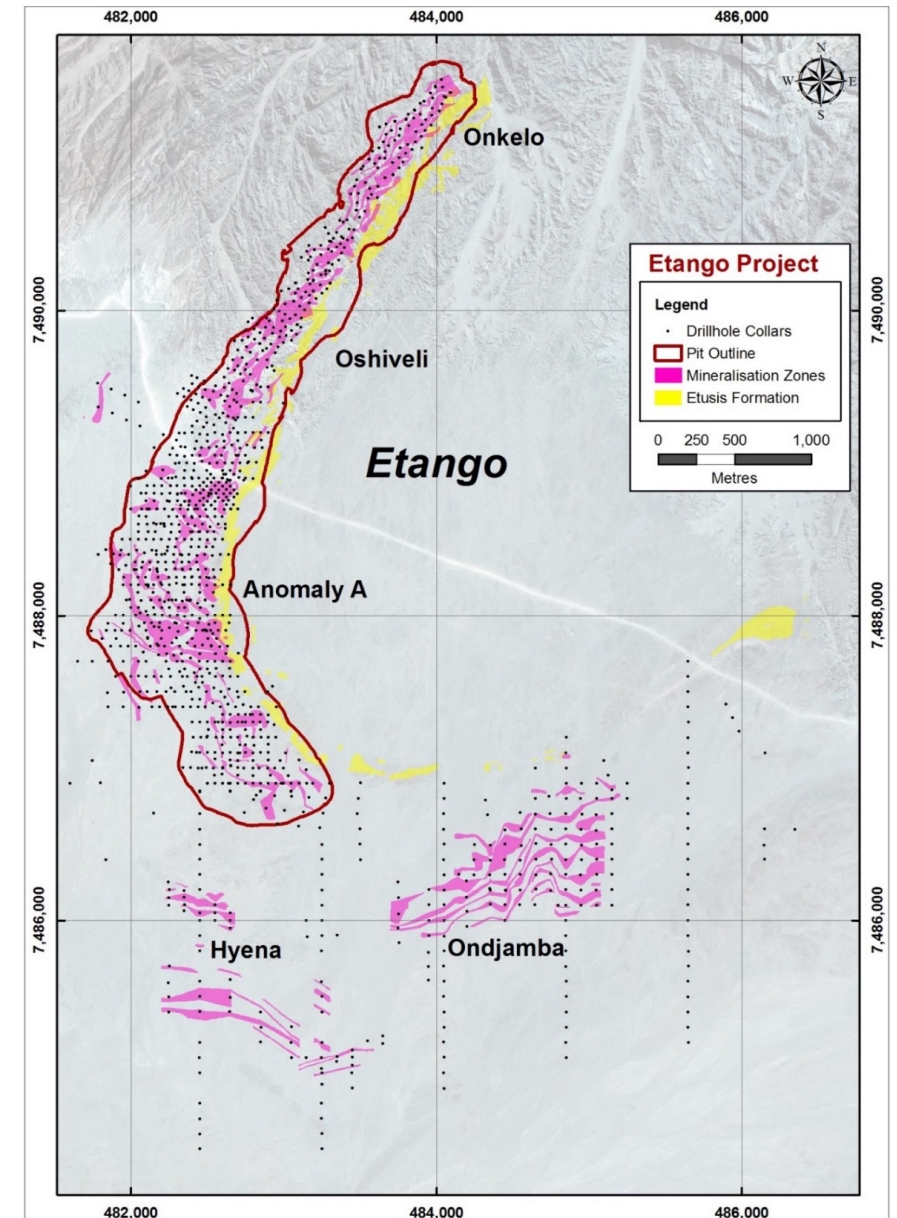 482,000 484,000 486,000
N
W E
S
Onkelo
Etango Project
Legend
Drillhole Collars
Pit Outline
Mineralisation Zones
Etusis Formation
0 250 500 1,000
Metres
7,490,000 7,490,000
Oshiveli
Etango
Anomaly A
7,488,000 7,488,000
7,486,000 7,486,000
Hyena Ondjamba
482,000 484,000 486,000